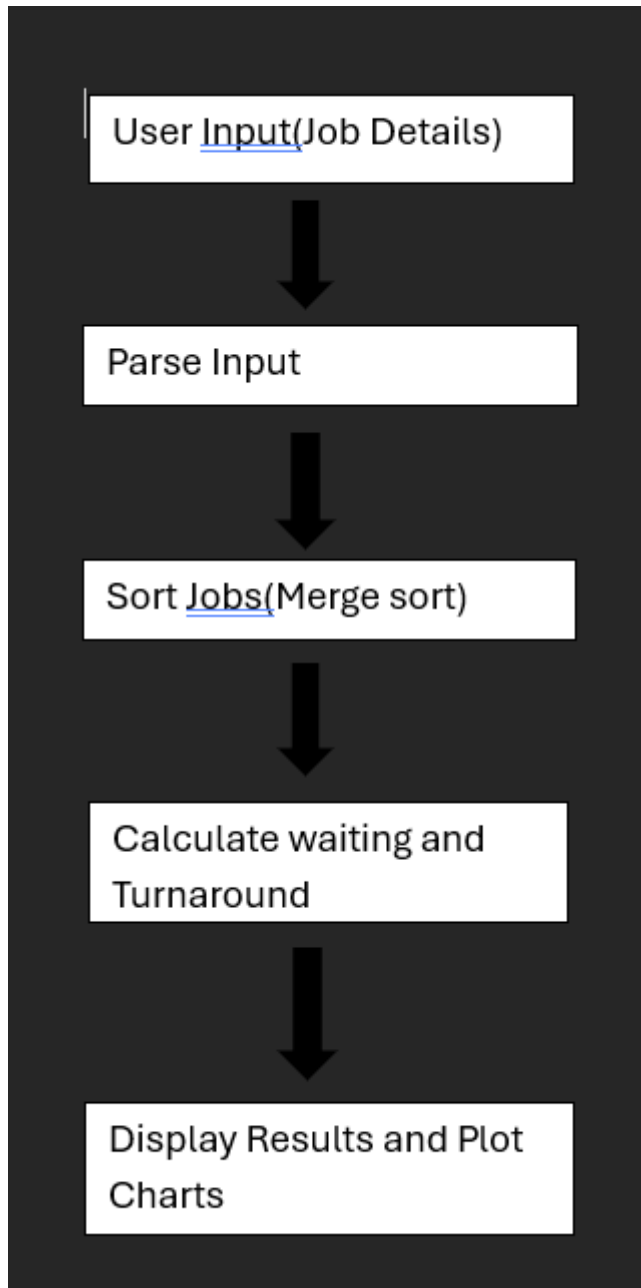 User Input(Job Details)
Parse Input
Sort Jobs(Merge sort)
Calculate waiting and
Turnaround
Display Results and Plot
Charts